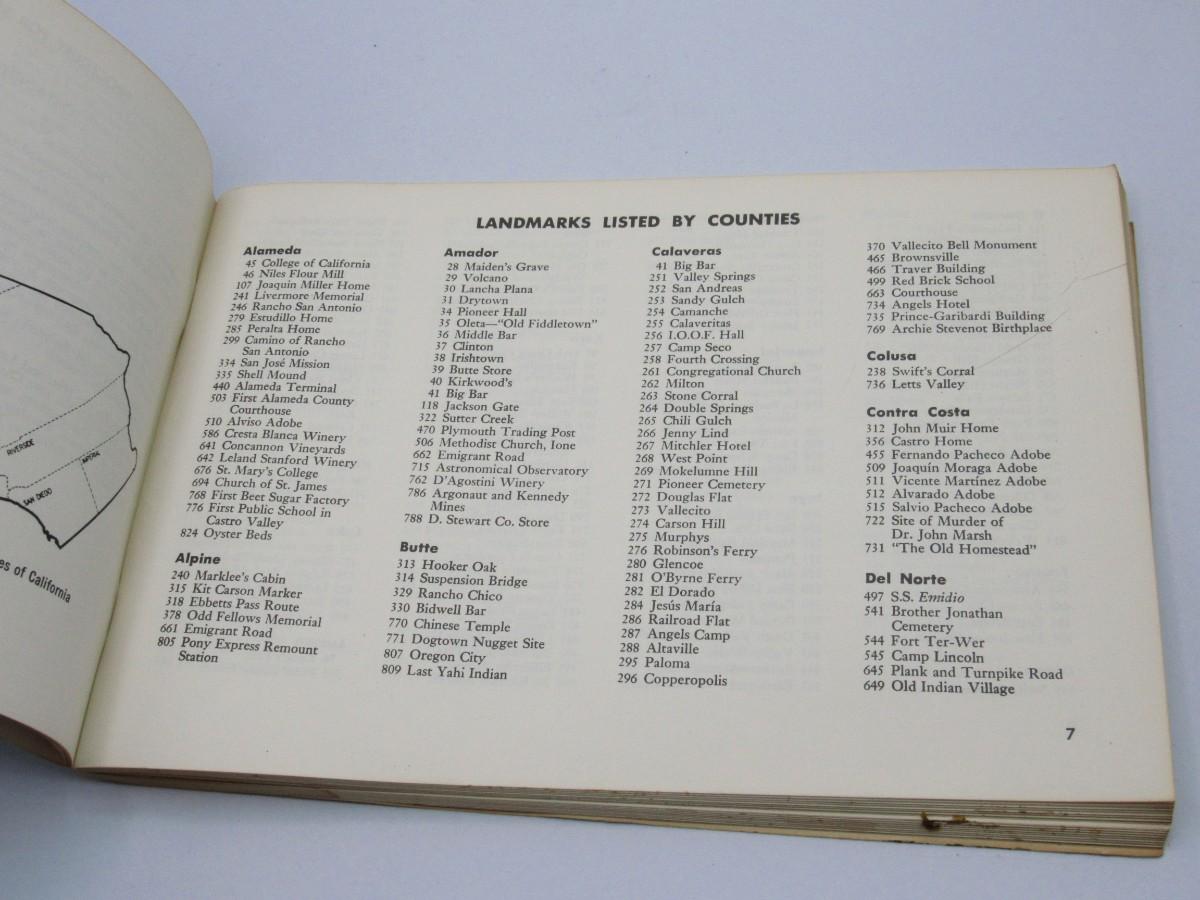 RIVERSIDE
IMPERIAL
SAN DIEGO
es of California
LANDMARKS LISTED BY COUNTIES
Alameda
45 College of California
46 Niles Flour Mill
107 Joaquin Miller Home
241 Livermore Memorial
246 Rancho San Antonio
279 Estudillo Home
285 Peralta Home
299 Camino of Rancho
San Antonio
334 San José Mission
335 Shell Mound
440 Alameda Terminal
503 First Alameda County
Courthouse
510 Alviso Adobe
586 Cresta Blanca Winery
641 Concannon Vineyards
642 Leland Stanford Winery
676 St. Mary's College
694 Church of St. James
768 First Beet Sugar Factory
776 First Public School in
Castro Valley
824 Oyster Beds
Alpine
240 Marklee's Cabin
315 Kit Carson Marker
318 Ebbetts Pass Route
378 Odd Fellows Memorial
661 Emigrant Road
805 Pony Express Remount
Station
Amador
28 Maiden's Grave
29 Volcano
30 Lancha Plana
31 Drytown
34 Pioneer Hall
35 Oleta—"Old Fiddletown"
36 Middle Bar
37 Clinton
38 Irishtown
39 Butte Store
40 Kirkwood's
41 Big Bar
118 Jackson Gate
322 Sutter Creek
470 Plymouth Trading Post
506 Methodist Church, Ione
662 Emigrant Road
715 Astronomical Observatory
762 D'Agostini Winery
786 Argonaut and Kennedy
Mines
788 D. Stewart Co. Store
Butte
313 Hooker Oak
314 Suspension Bridge
329 Rancho Chico
330 Bidwell Bar
770 Chinese Temple
771 Dogtown Nugget Site
807 Oregon City
809 Last Yahi Indian
Calaveras
41 Big Bar
251 Valley Springs
252 San Andreas
253 Sandy Gulch
254 Camanche
255 Calaveritas
256 I.O.O.F. Hall
257 Camp Seco
258 Fourth Crossing
261 Congregational Church
262 Milton
263 Stone Corral
264 Double Springs
265 Chili Gulch
266 Jenny Lind
267 Mitchler Hotel
268 West Point
269 Mokelumne Hill
271 Pioneer Cemetery
272 Douglas Flat
273 Vallecito
274 Carson Hill
275 Murphys
276 Robinson's Ferry
280 Glencoe
281 O'Byrne Ferry
282 El Dorado
284 Jesús María
286 Railroad Flat
287 Angels Camp
288 Altaville
295 Paloma
296 Copperopolis
370 Vallecito Bell Monument
465 Brownsville
466 Traver Building
499 Red Brick School
663 Courthouse
734 Angels Hotel
735 Prince-Garibardi Building
769 Archie Stevenot Birthplace
Colusa
238 Swift's Corral
736 Letts Valley
Contra Costa
312 John Muir Home
356 Castro Home
455 Fernando Pacheco Adobe
509 Joaquín Moraga Adobe
511 Vicente Martínez Adobe
512 Alvarado Adobe
515 Salvio Pacheco Adobe
722 Site of Murder of
Dr. John Marsh
731 "The Old Homestead"
Del Norte
497 S.S. Emidio
541 Brother Jonathan
Cemetery
544 Fort Ter-Wer
545 Camp Lincoln
645 Plank and Turnpike Road
649 Old Indian Village
7